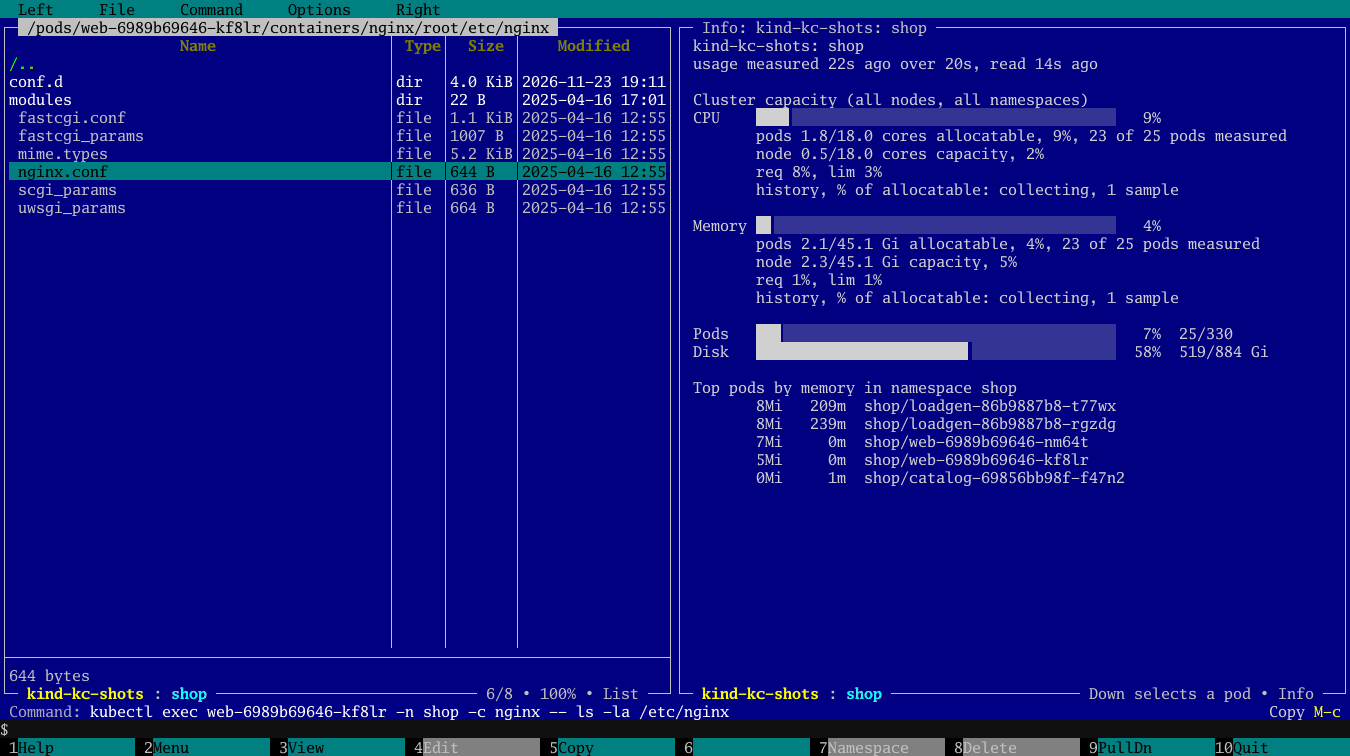 Left File Command Options Right
/pods/web-6989b69646-kf8lr/containers/nginx/root/etc/nginx
Name Type Size Modified
/..
conf.d dir 4.0 KiB 2026-11-23 19:11
modules dir 22 B 2025-04-16 17:01
fastcgi.conf file 1.1 KiB 2025-04-16 12:55
fastcgi_params file 1007 B 2025-04-16 12:55
mime.types file 5.2 KiB 2025-04-16 12:55
nginx.conf file 644 B 2025-04-16 12:55
scgi_params file 636 B 2025-04-16 12:55
uwsgi_params file 664 B 2025-04-16 12:55
644 bytes
kind-kc-shots : shop 6/8 • 100% • List
Info: kind-kc-shots: shop
kind-kc-shots: shop
usage measured 22s ago over 20s, read 14s ago
Cluster capacity (all nodes, all namespaces)
CPU 9%
pods 1.8/18.0 cores allocatable, 9%, 23 of 25 pods measured
node 0.5/18.0 cores capacity, 2%
req 8%, lim 3%
history, % of allocatable: collecting, 1 sample
Memory 4%
pods 2.1/45.1 Gi allocatable, 4%, 23 of 25 pods measured
node 2.3/45.1 Gi capacity, 5%
req 1%, lim 1%
history, % of allocatable: collecting, 1 sample
Pods 7% 25/330
Disk 58% 519/884 Gi
Top pods by memory in namespace shop
8Mi 209m shop/loadgen-86b9887b8-t77wx
8Mi 239m shop/loadgen-86b9887b8-rgzdg
7Mi 0m shop/web-6989b69646-nm64t
5Mi 0m shop/web-6989b69646-kf8lr
0Mi 1m shop/catalog-69856bb98f-f47n2
kind-kc-shots : shop Down selects a pod • Info
Command: kubectl exec web-6989b69646-kf8lr -n shop -c nginx -- ls -la /etc/nginx Copy M-c
$
1Help 2Menu 3View 4Edit 5Copy 6 7Namespace 8Delete 9PullDn 10Quit